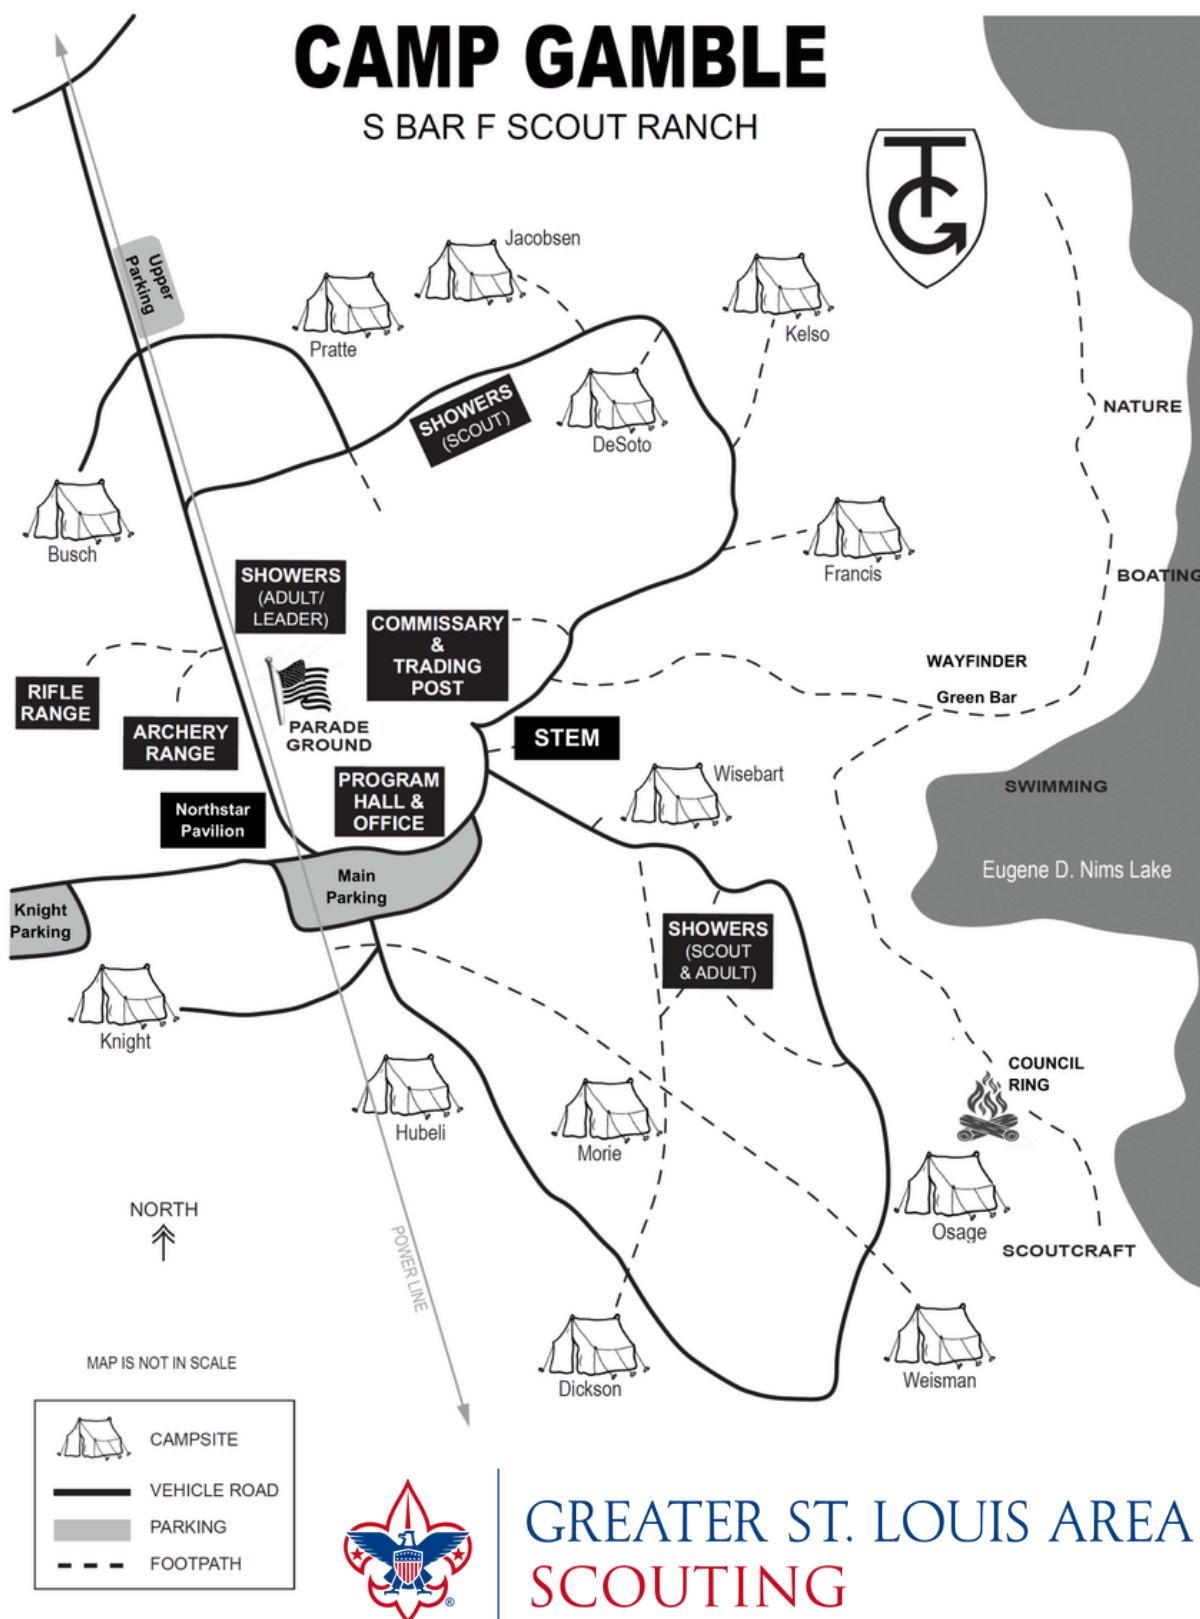 CAMP GAMBLE
S BAR F SCOUT RANCH
TG
Jacobsen
Upper
Parking
Pratte
Kelso
SHOWERS
(SCOUT)
DeSoto
NATURE
Busch
Francis
BOATING
SHOWERS
(ADULT/
LEADER)
COMMISSARY
&
TRADING
POST
WAYFINDER
Green Bar
RIFLE
RANGE
ARCHERY
RANGE
PARADE
GROUND
STEM
Wisebart
SWIMMING
PROGRAM
HALL &
OFFICE
Northstar
Pavilion
Eugene D. Nims Lake
Main
Parking
Knight
Parking
SHOWERS
(SCOUT
& ADULT)
Knight
COUNCIL
RING
Hubeli
Morie
Osage
SCOUTCRAFT
NORTH
POWER LINE
Dickson
Weisman
MAP IS NOT IN SCALE
CAMPSITE
VEHICLE ROAD
PARKING
FOOTPATH
®
GREATER ST. LOUIS AREA
SCOUTING